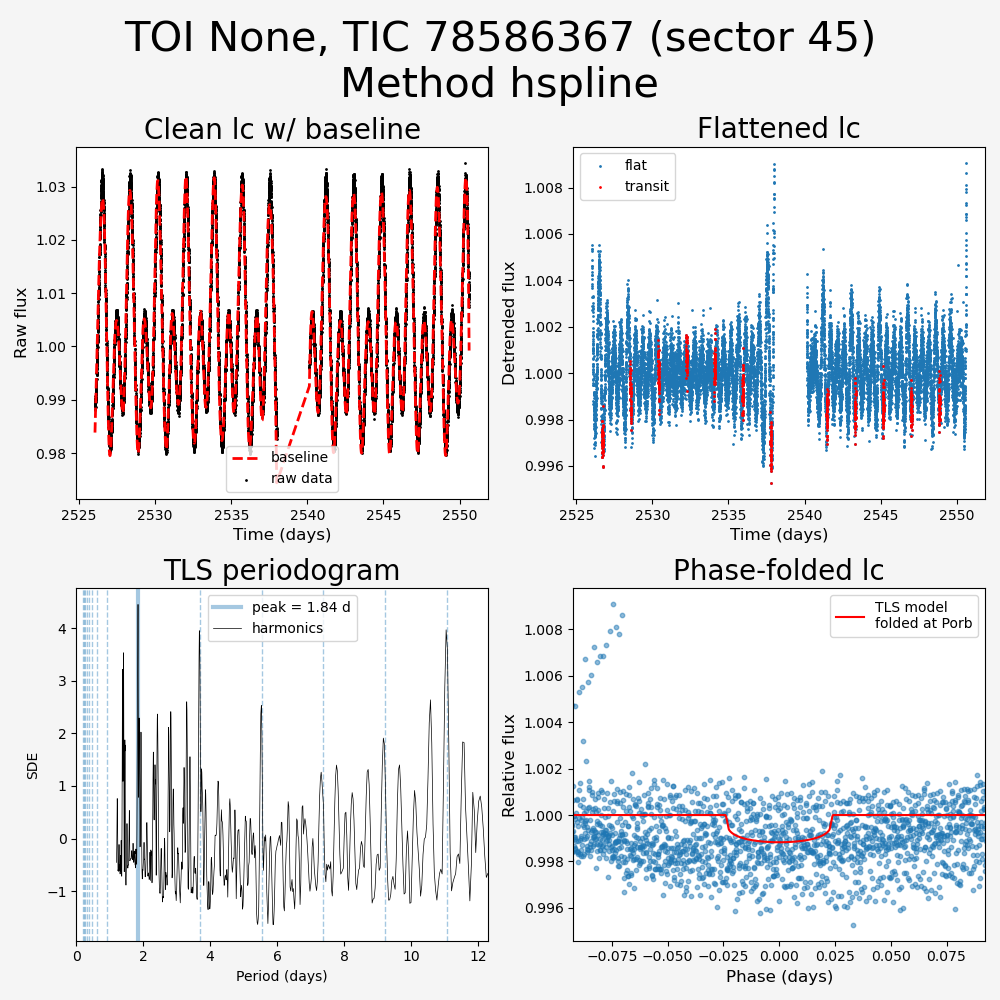 TOI None, TIC 78586367 (sector 45)
Method hspline
Clean lc w/ baseline
Raw flux
1.03
1.02
1.01
1.00
0.99
0.98
baseline
raw data
2525 2530 2535 2540 2545 2550
Time (days)
Flattened lc
Detrended flux
1.008
1.006
1.004
1.002
1.000
0.998
0.996
flat
transit
2525 2530 2535 2540 2545 2550
Time (days)
TLS periodogram
SDE
4
3
2
1
0
−1
peak = 1.84 d
harmonics
0 2 4 6 8 10 12
Period (days)
Phase-folded lc
Relative flux
1.008
1.006
1.004
1.002
1.000
0.998
0.996
TLS model
folded at Porb
−0.075 −0.050 −0.025 0.000 0.025 0.050 0.075
Phase (days)